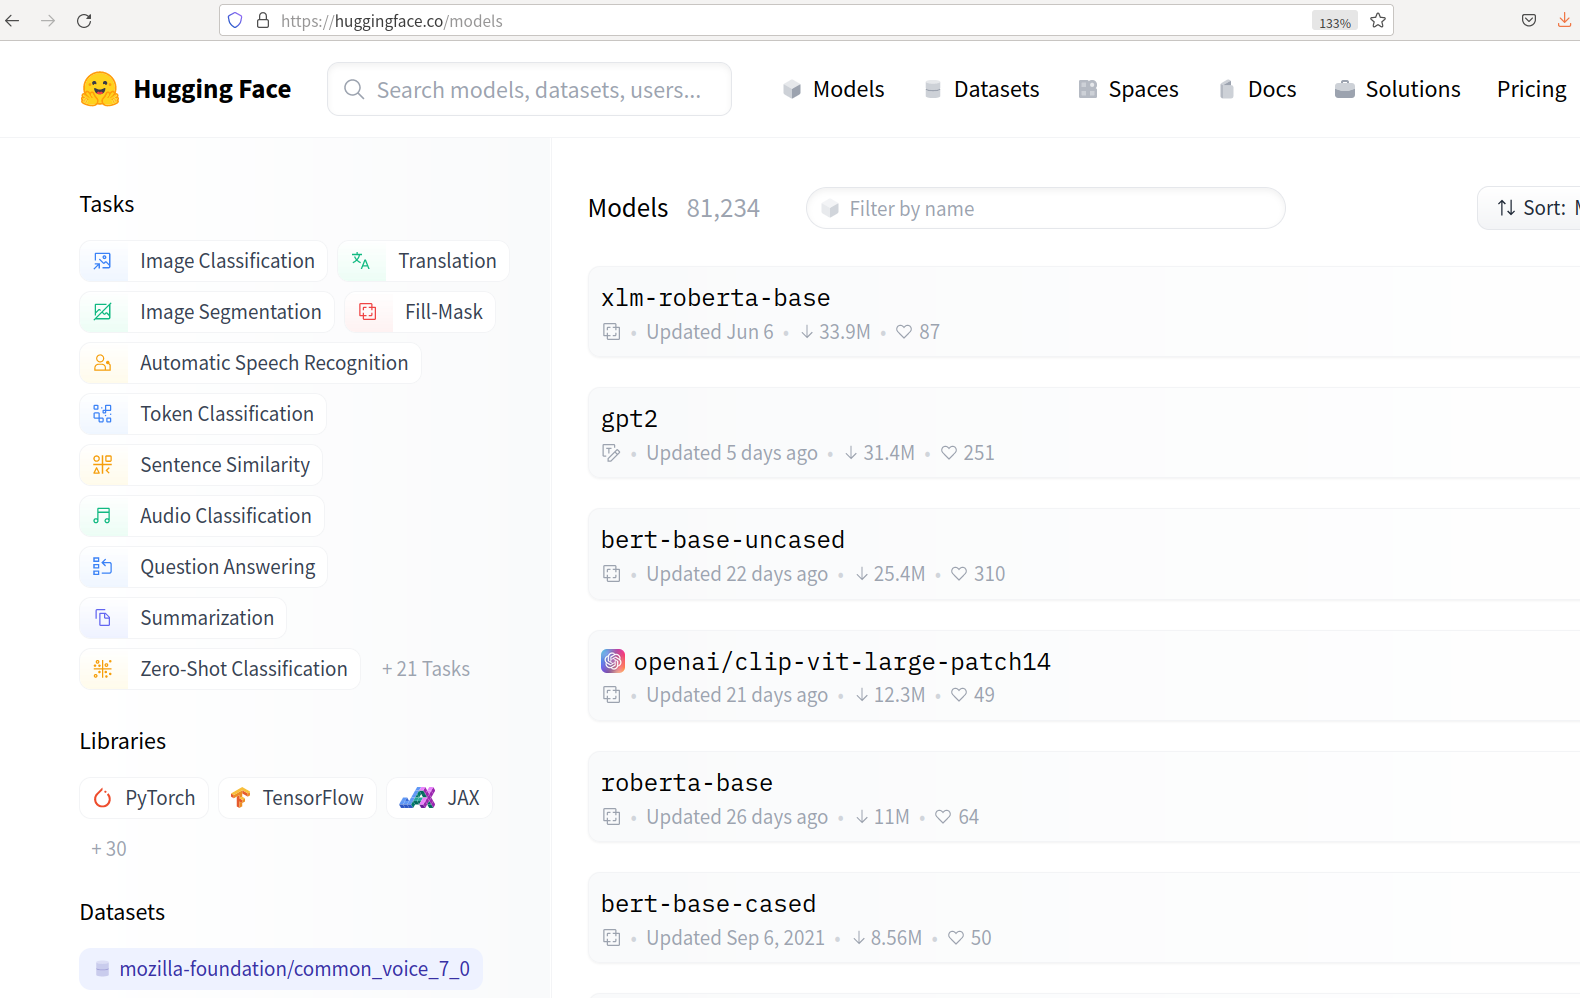 https://huggingface.co/models
133%
Hugging Face
Search models, datasets, users...
Models
Datasets
Spaces
Docs
Solutions
Pricing
Tasks
Image Classification
Translation
Image Segmentation
Fill-Mask
Automatic Speech Recognition
Token Classification
Sentence Similarity
Audio Classification
Question Answering
Summarization
Zero-Shot Classification
+ 21 Tasks
Libraries
PyTorch
TensorFlow
JAX
+ 30
Datasets
mozilla-foundation/common_voice_7_0
Models 81,234
Filter by name
Sort:
xlm-roberta-base
Updated Jun 6 • ↓ 33.9M • ♡ 87
gpt2
Updated 5 days ago • ↓ 31.4M • ♡ 251
bert-base-uncased
Updated 22 days ago • ↓ 25.4M • ♡ 310
openai/clip-vit-large-patch14
Updated 21 days ago • ↓ 12.3M • ♡ 49
roberta-base
Updated 26 days ago • ↓ 11M • ♡ 64
bert-base-cased
Updated Sep 6, 2021 • ↓ 8.56M • ♡ 50